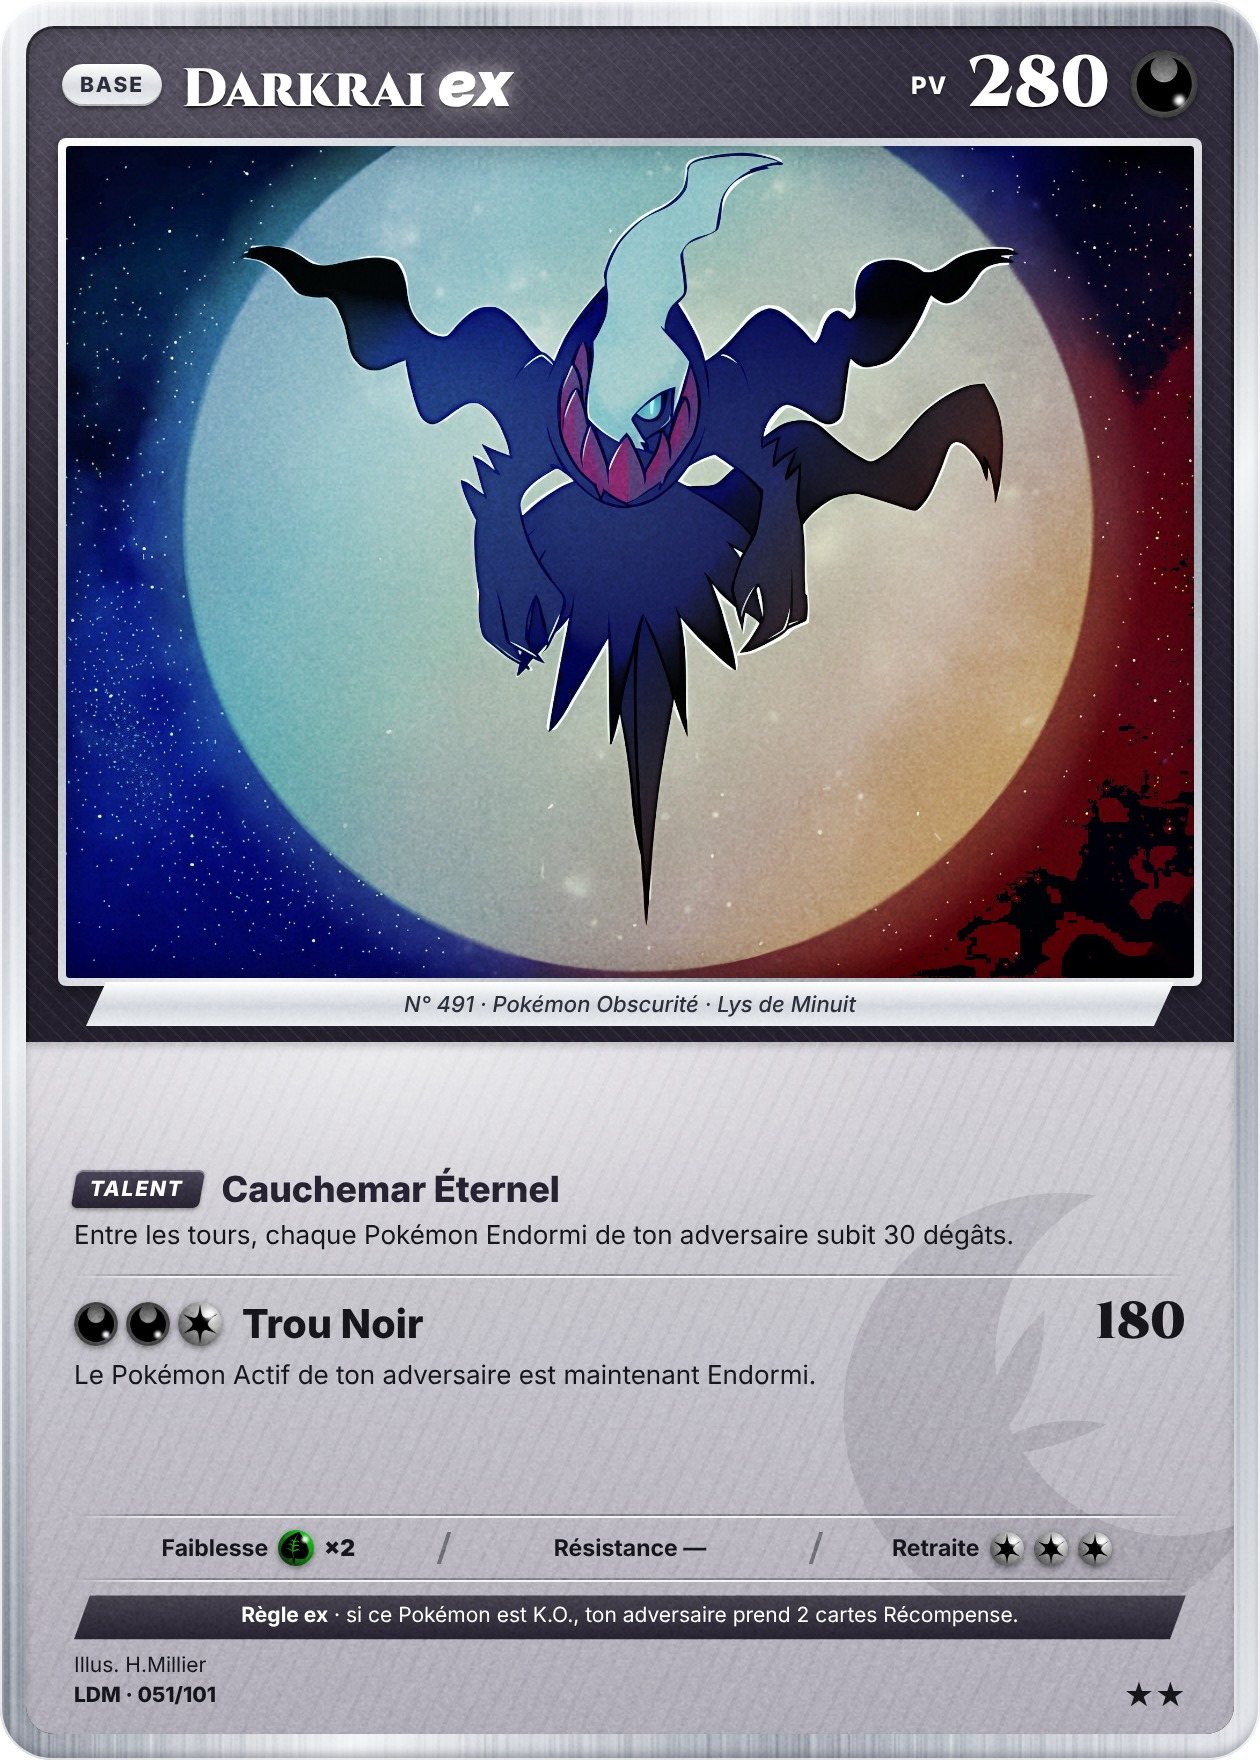 BASE Darkrai ex PV 280
N° 491 · Pokémon Obscurité · Lys de Minuit
TALENT Cauchemar Éternel
Entre les tours, chaque Pokémon Endormi de ton adversaire subit 30 dégâts.
Trou Noir 180
Le Pokémon Actif de ton adversaire est maintenant Endormi.
Faiblesse ×2 / Résistance — / Retraite
Règle ex · si ce Pokémon est K.O., ton adversaire prend 2 cartes Récompense.
Illus. H.Millier
LDM · 051/101 ★★